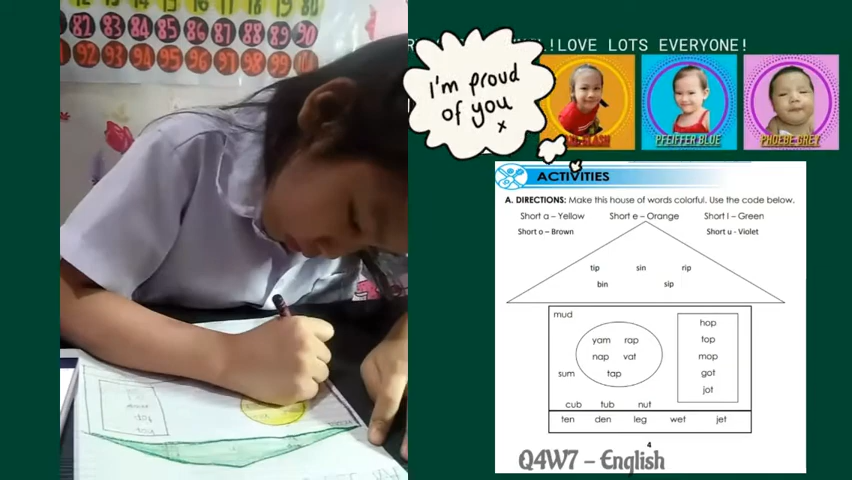 82 83 84 85 86 87 88 89 90
92 93 94 95 96 97 98 99
!LOVE LOTS EVERYONE!
I'm proud
of you
x
PFEIFFER BLUE
PHOEBE GREY
ACTIVITIES
A. DIRECTIONS: Make this house of words colorful. Use the code below.
Short a – Yellow Short e – Orange Short I – Green
Short o – Brown Short u - Violet
tip sin rip
bin sip
mud
yam rap
nap vat
tap
sum
hop
top
mop
got
jot
cub tub nut
ten den leg wet jet
4
Q4W7 – English